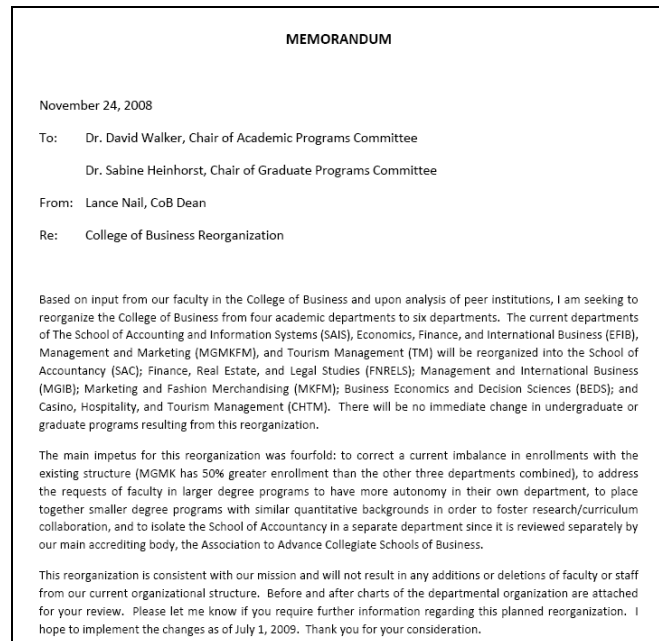 MEMORANDUM
November 24, 2008
To: Dr. David Walker, Chair of Academic Programs Committee
Dr. Sabine Heinhorst, Chair of Graduate Programs Committee
From: Lance Nail, CoB Dean
Re: College of Business Reorganization
Based on input from our faculty in the College of Business and upon analysis of peer institutions, I am seeking to
reorganize the College of Business from four academic departments to six departments. The current departments
of The School of Accounting and Information Systems (SAIS), Economics, Finance, and International Business (EFIB),
Management and Marketing (MGMKFM), and Tourism Management (TM) will be reorganized into the School of
Accountancy (SAC); Finance, Real Estate, and Legal Studies (FNRELS); Management and International Business
(MGIB); Marketing and Fashion Merchandising (MKFM); Business Economics and Decision Sciences (BEDS); and
Casino, Hospitality, and Tourism Management (CHTM). There will be no immediate change in undergraduate or
graduate programs resulting from this reorganization.
The main impetus for this reorganization was fourfold: to correct a current imbalance in enrollments with the
existing structure (MGMK has 50% greater enrollment than the other three departments combined), to address
the requests of faculty in larger degree programs to have more autonomy in their own department, to place
together smaller degree programs with similar quantitative backgrounds in order to foster research/curriculum
collaboration, and to isolate the School of Accountancy in a separate department since it is reviewed separately by
our main accrediting body, the Association to Advance Collegiate Schools of Business.
This reorganization is consistent with our mission and will not result in any additions or deletions of faculty or staff
from our current organizational structure. Before and after charts of the departmental organization are attached
for your review. Please let me know if you require further information regarding this planned reorganization. I
hope to implement the changes as of July 1, 2009. Thank you for your consideration.